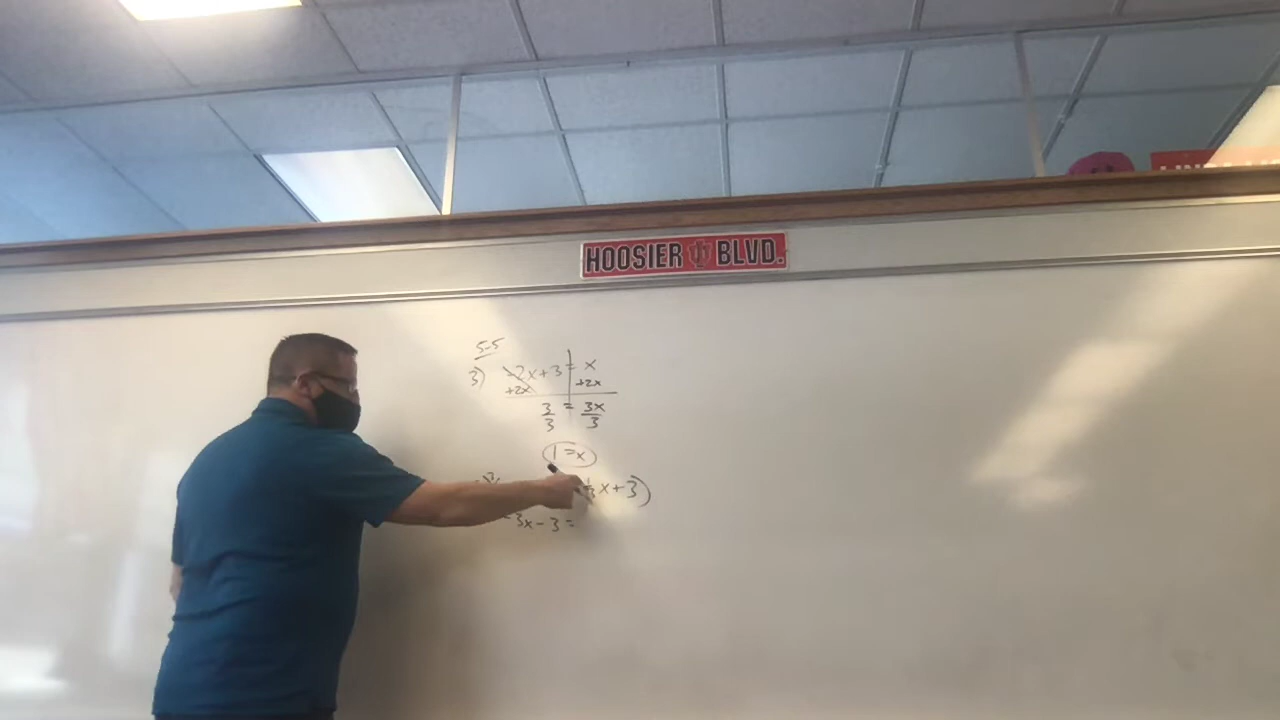 HOOSIER BLVD.
5-5
3) -2x+3 = x
+2x +2x
3/3 = 3x/3
1=x
x+3)
-3x-3=